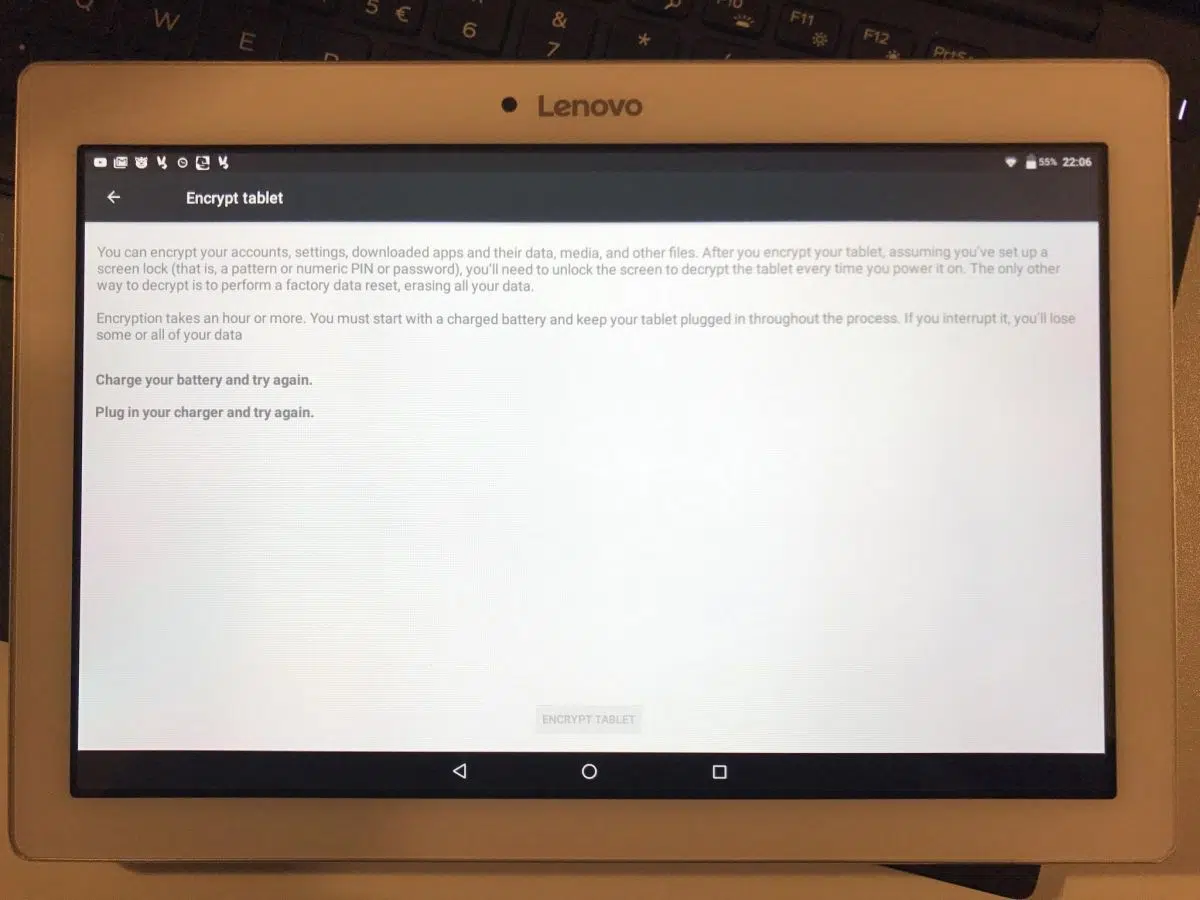 5 €
W
E
6
&
7
*
F10
F11
F12
PrtSc
Lenovo
55% 22:06
Encrypt tablet
You can encrypt your accounts, settings, downloaded apps and their data, media, and other files. After you encrypt your tablet, assuming you've set up a
screen lock (that is, a pattern or numeric PIN or password), you'll need to unlock the screen to decrypt the tablet every time you power it on. The only other
way to decrypt is to perform a factory data reset, erasing all your data.
Encryption takes an hour or more. You must start with a charged battery and keep your tablet plugged in throughout the process. If you interrupt it, you'll lose
some or all of your data
Charge your battery and try again.
Plug in your charger and try again.
ENCRYPT TABLET